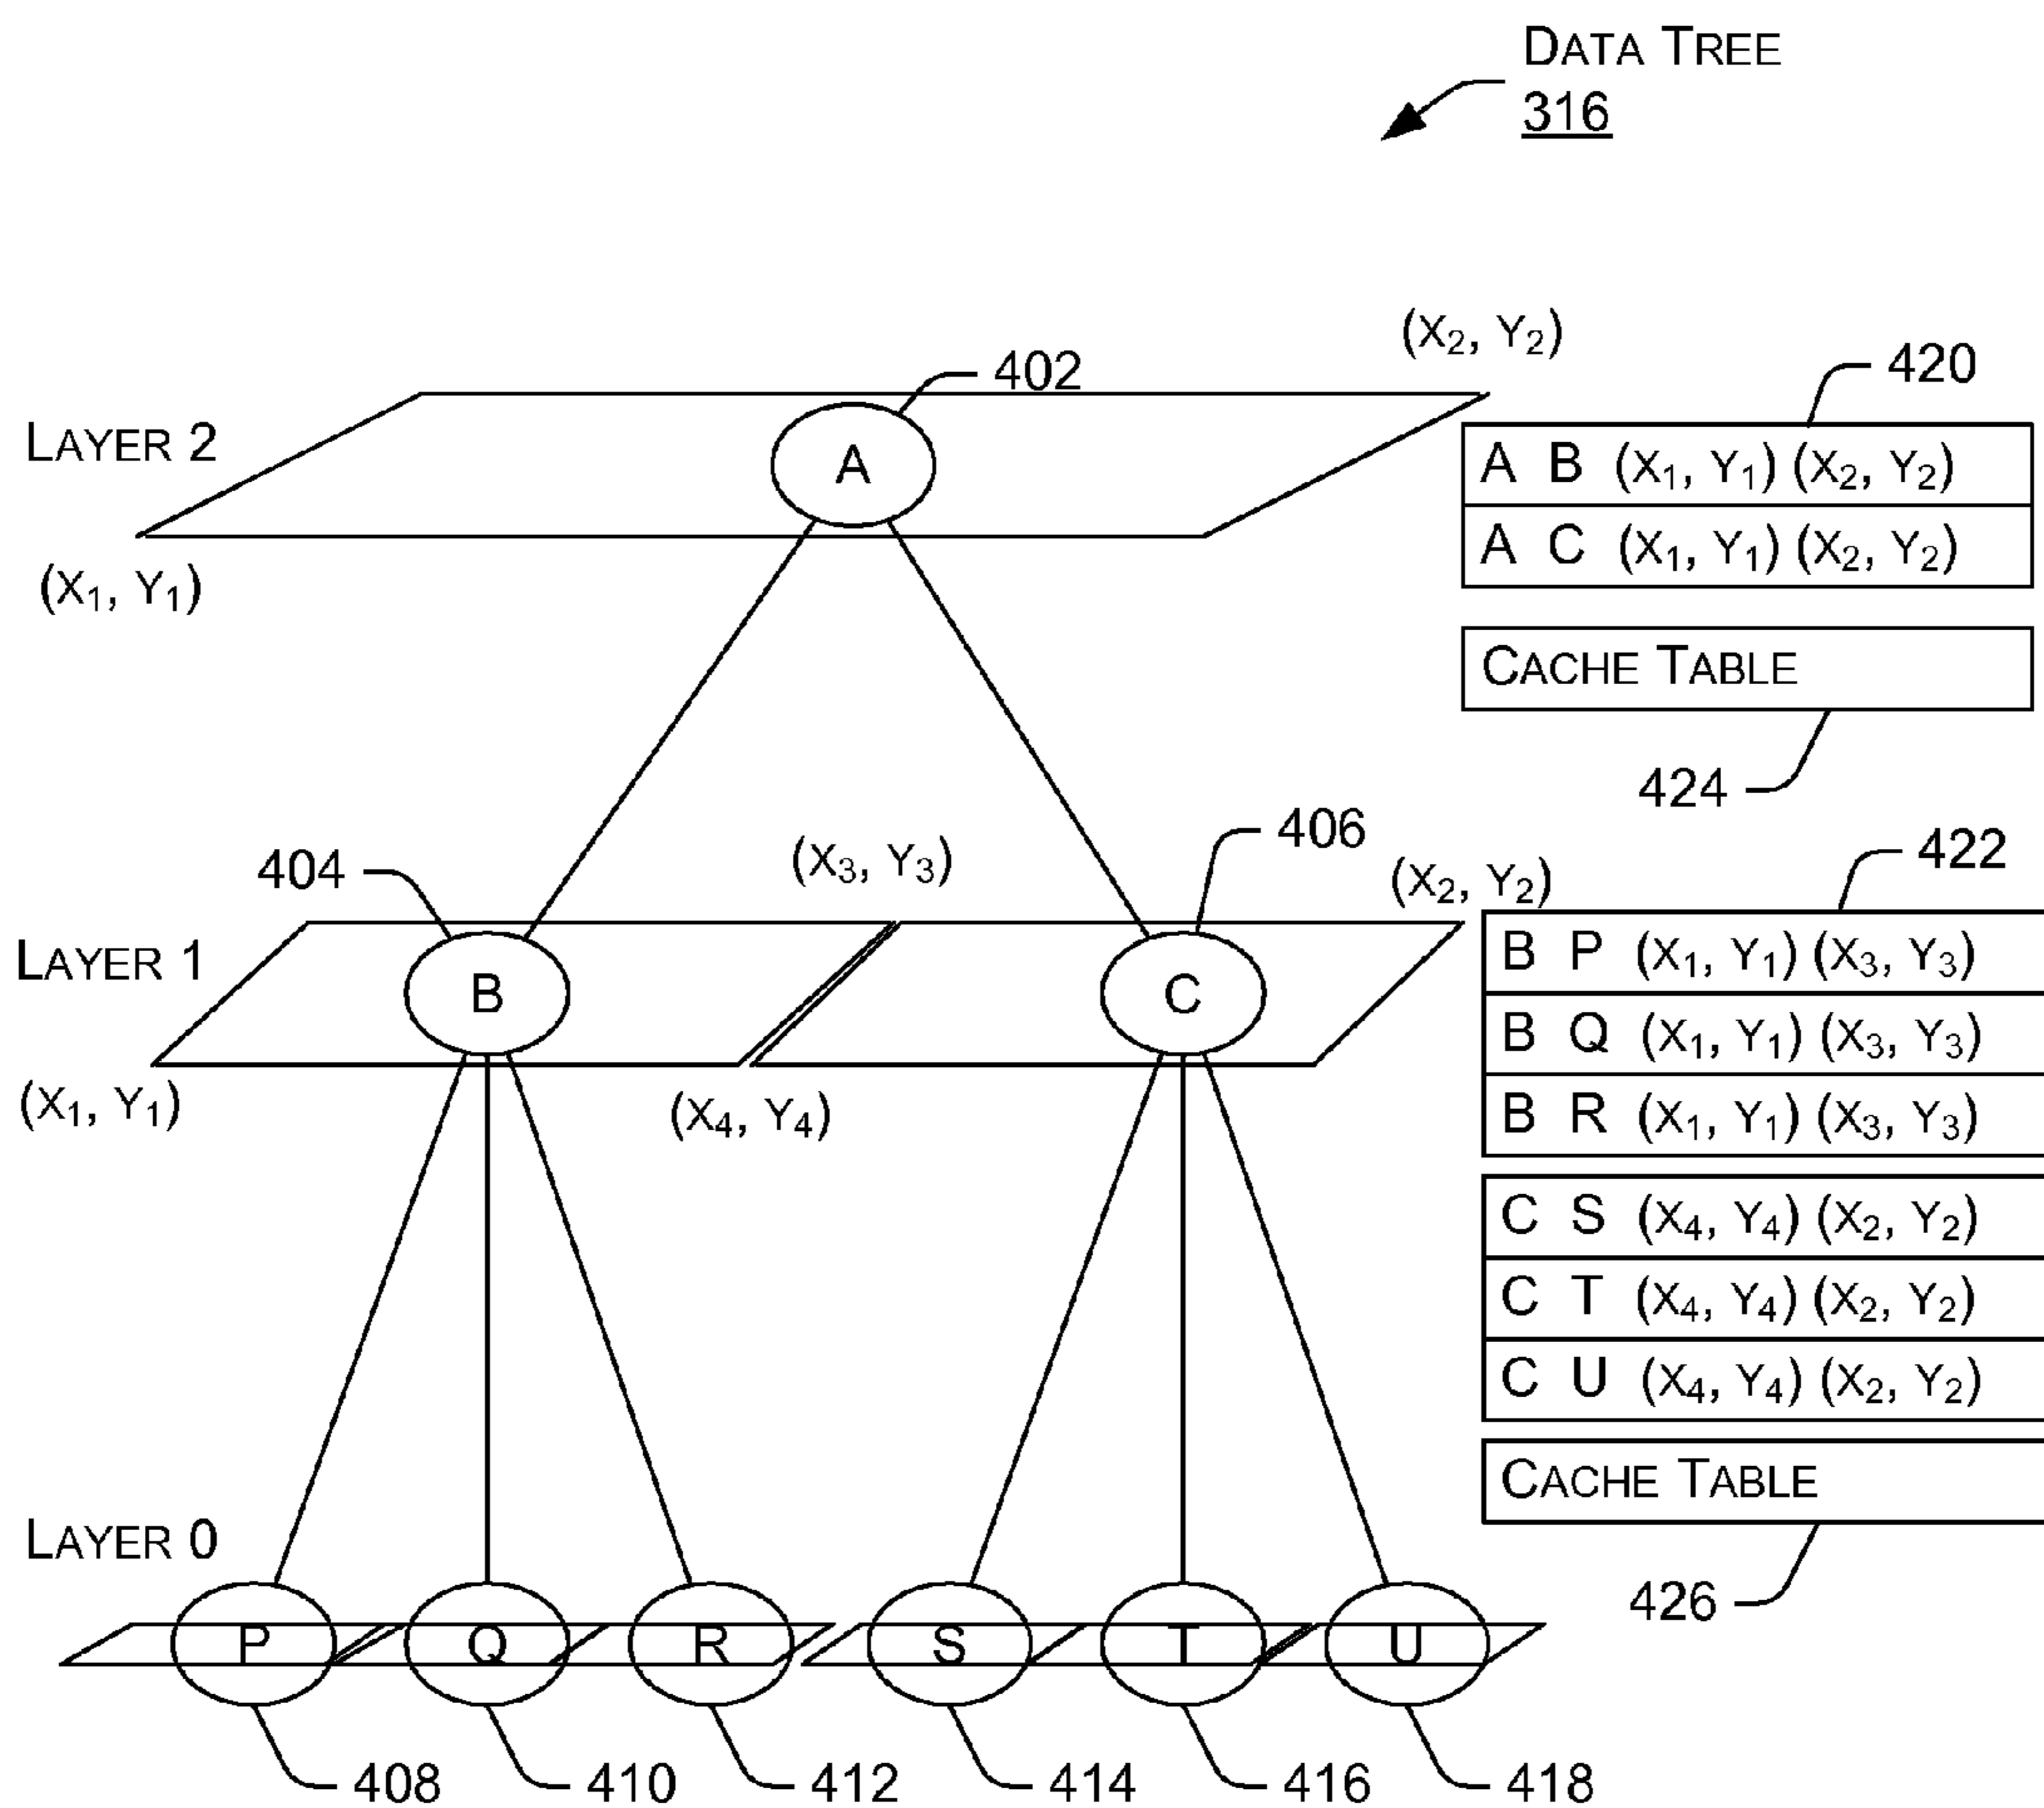 DATA TREE
316
(X2, Y2)
402
420
LAYER 2
A
A B (X1, Y1) (X2, Y2)
A C (X1, Y1) (X2, Y2)
(X1, Y1)
CACHE TABLE
424
406
404
(X3, Y3)
(X2, Y2)
422
LAYER 1
B
C
B P (X1, Y1) (X3, Y3)
B Q (X1, Y1) (X3, Y3)
B R (X1, Y1) (X3, Y3)
(X1, Y1)
(X4, Y4)
C S (X4, Y4) (X2, Y2)
C T (X4, Y4) (X2, Y2)
C U (X4, Y4) (X2, Y2)
CACHE TABLE
426
LAYER 0
P
Q
R
S
T
U
408
410
412
414
416
418